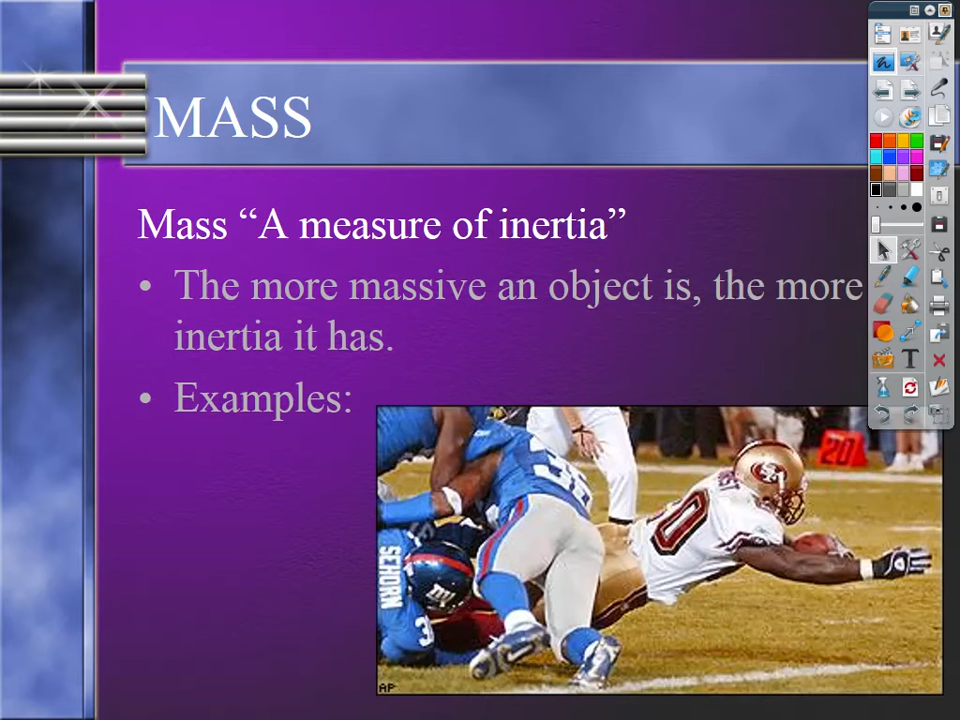 MASS
Mass “A measure of inertia”
• The more massive an object is, the more
inertia it has.
• Examples:
20
SEHORN
AP